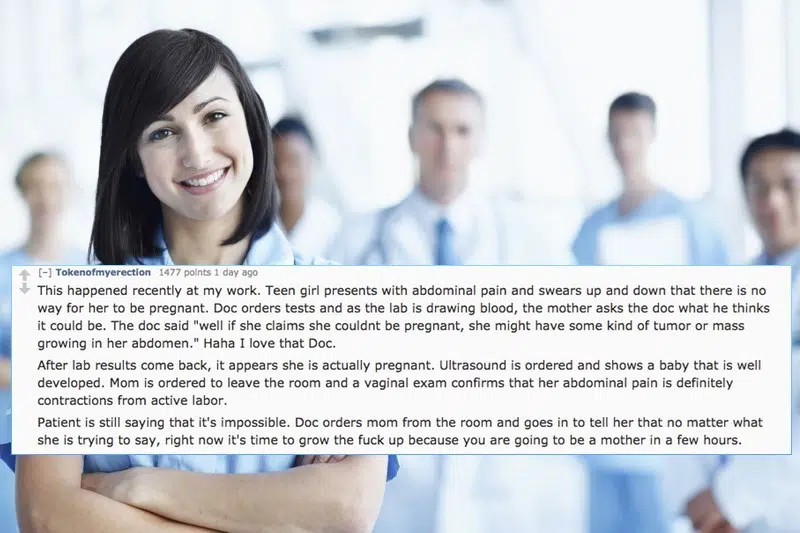 [–] Tokenofmyerection 1477 points 1 day ago
This happened recently at my work. Teen girl presents with abdominal pain and swears up and down that there is no
way for her to be pregnant. Doc orders tests and as the lab is drawing blood, the mother asks the doc what he thinks
it could be. The doc said "well if she claims she couldnt be pregnant, she might have some kind of tumor or mass
growing in her abdomen." Haha I love that Doc.
After lab results come back, it appears she is actually pregnant. Ultrasound is ordered and shows a baby that is well
developed. Mom is ordered to leave the room and a vaginal exam confirms that her abdominal pain is definitely
contractions from active labor.
Patient is still saying that it's impossible. Doc orders mom from the room and goes in to tell her that no matter what
she is trying to say, right now it's time to grow the fuck up because you are going to be a mother in a few hours.